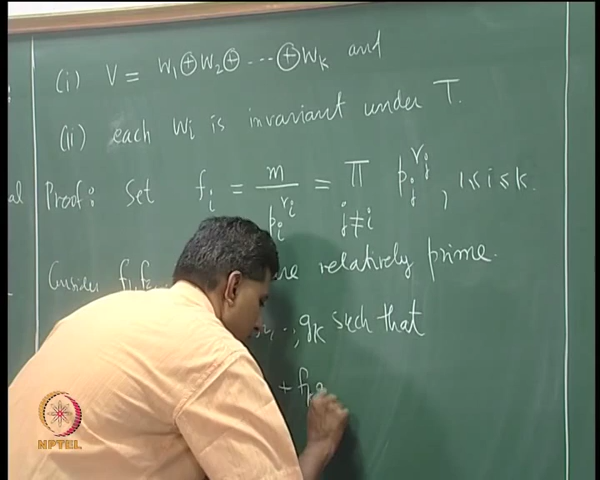 (i) V = W₁ ⊕ W₂ ⊕ ··· ⊕ Wₖ and
(ii) each Wᵢ is invariant under T.
Proof: Set fᵢ = m / pᵢ^{rᵢ} = Π_{j≠i} pⱼ^{rⱼ}, 1 ≤ i ≤ k.
Consider f₁, f₂, are relatively prime.
, gₖ such that
+ fₖ g
al
NPTEL